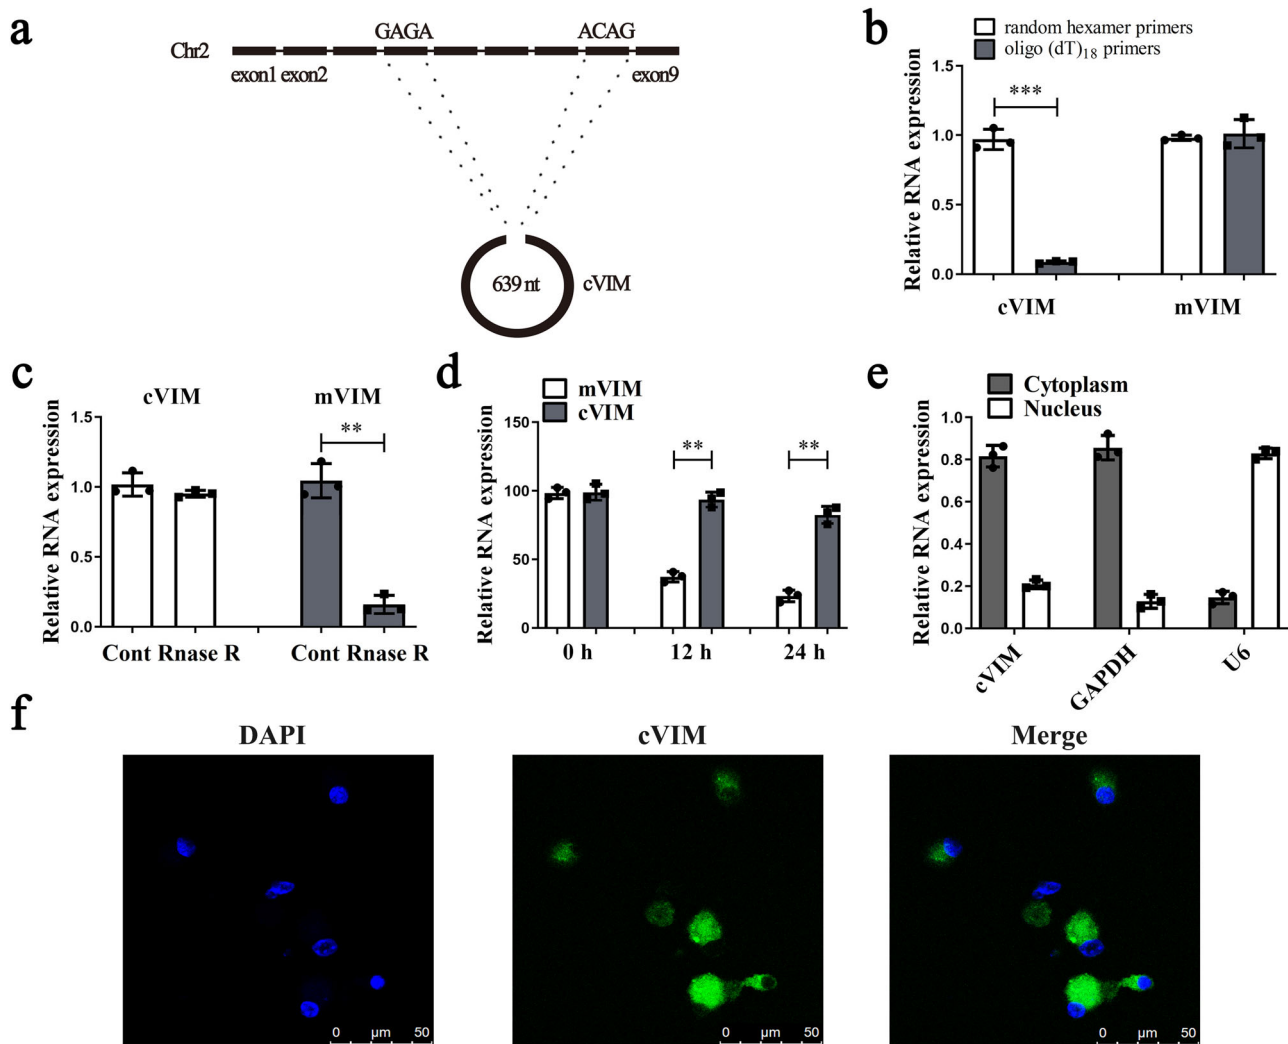 a
GAGA ACAG
Chr2
exon1 exon2 exon9
639 nt
cVIM
b
random hexamer primers
oligo (dT)18 primers
Relative RNA expression
1.5
1.0
0.5
0.0
***
cVIM mVIM
c
cVIM mVIM
Relative RNA expression
1.5
1.0
0.5
0.0
**
Cont Rnase R Cont Rnase R
d
mVIM
cVIM
Relative RNA expression
150
100
50
0
** **
0 h 12 h 24 h
e
Cytoplasm
Nucleus
Relative RNA expression
1.0
0.8
0.6
0.4
0.2
0.0
cVIM GAPDH U6
f
DAPI cVIM Merge
0 µm 50 0 µm 50 0 µm 50